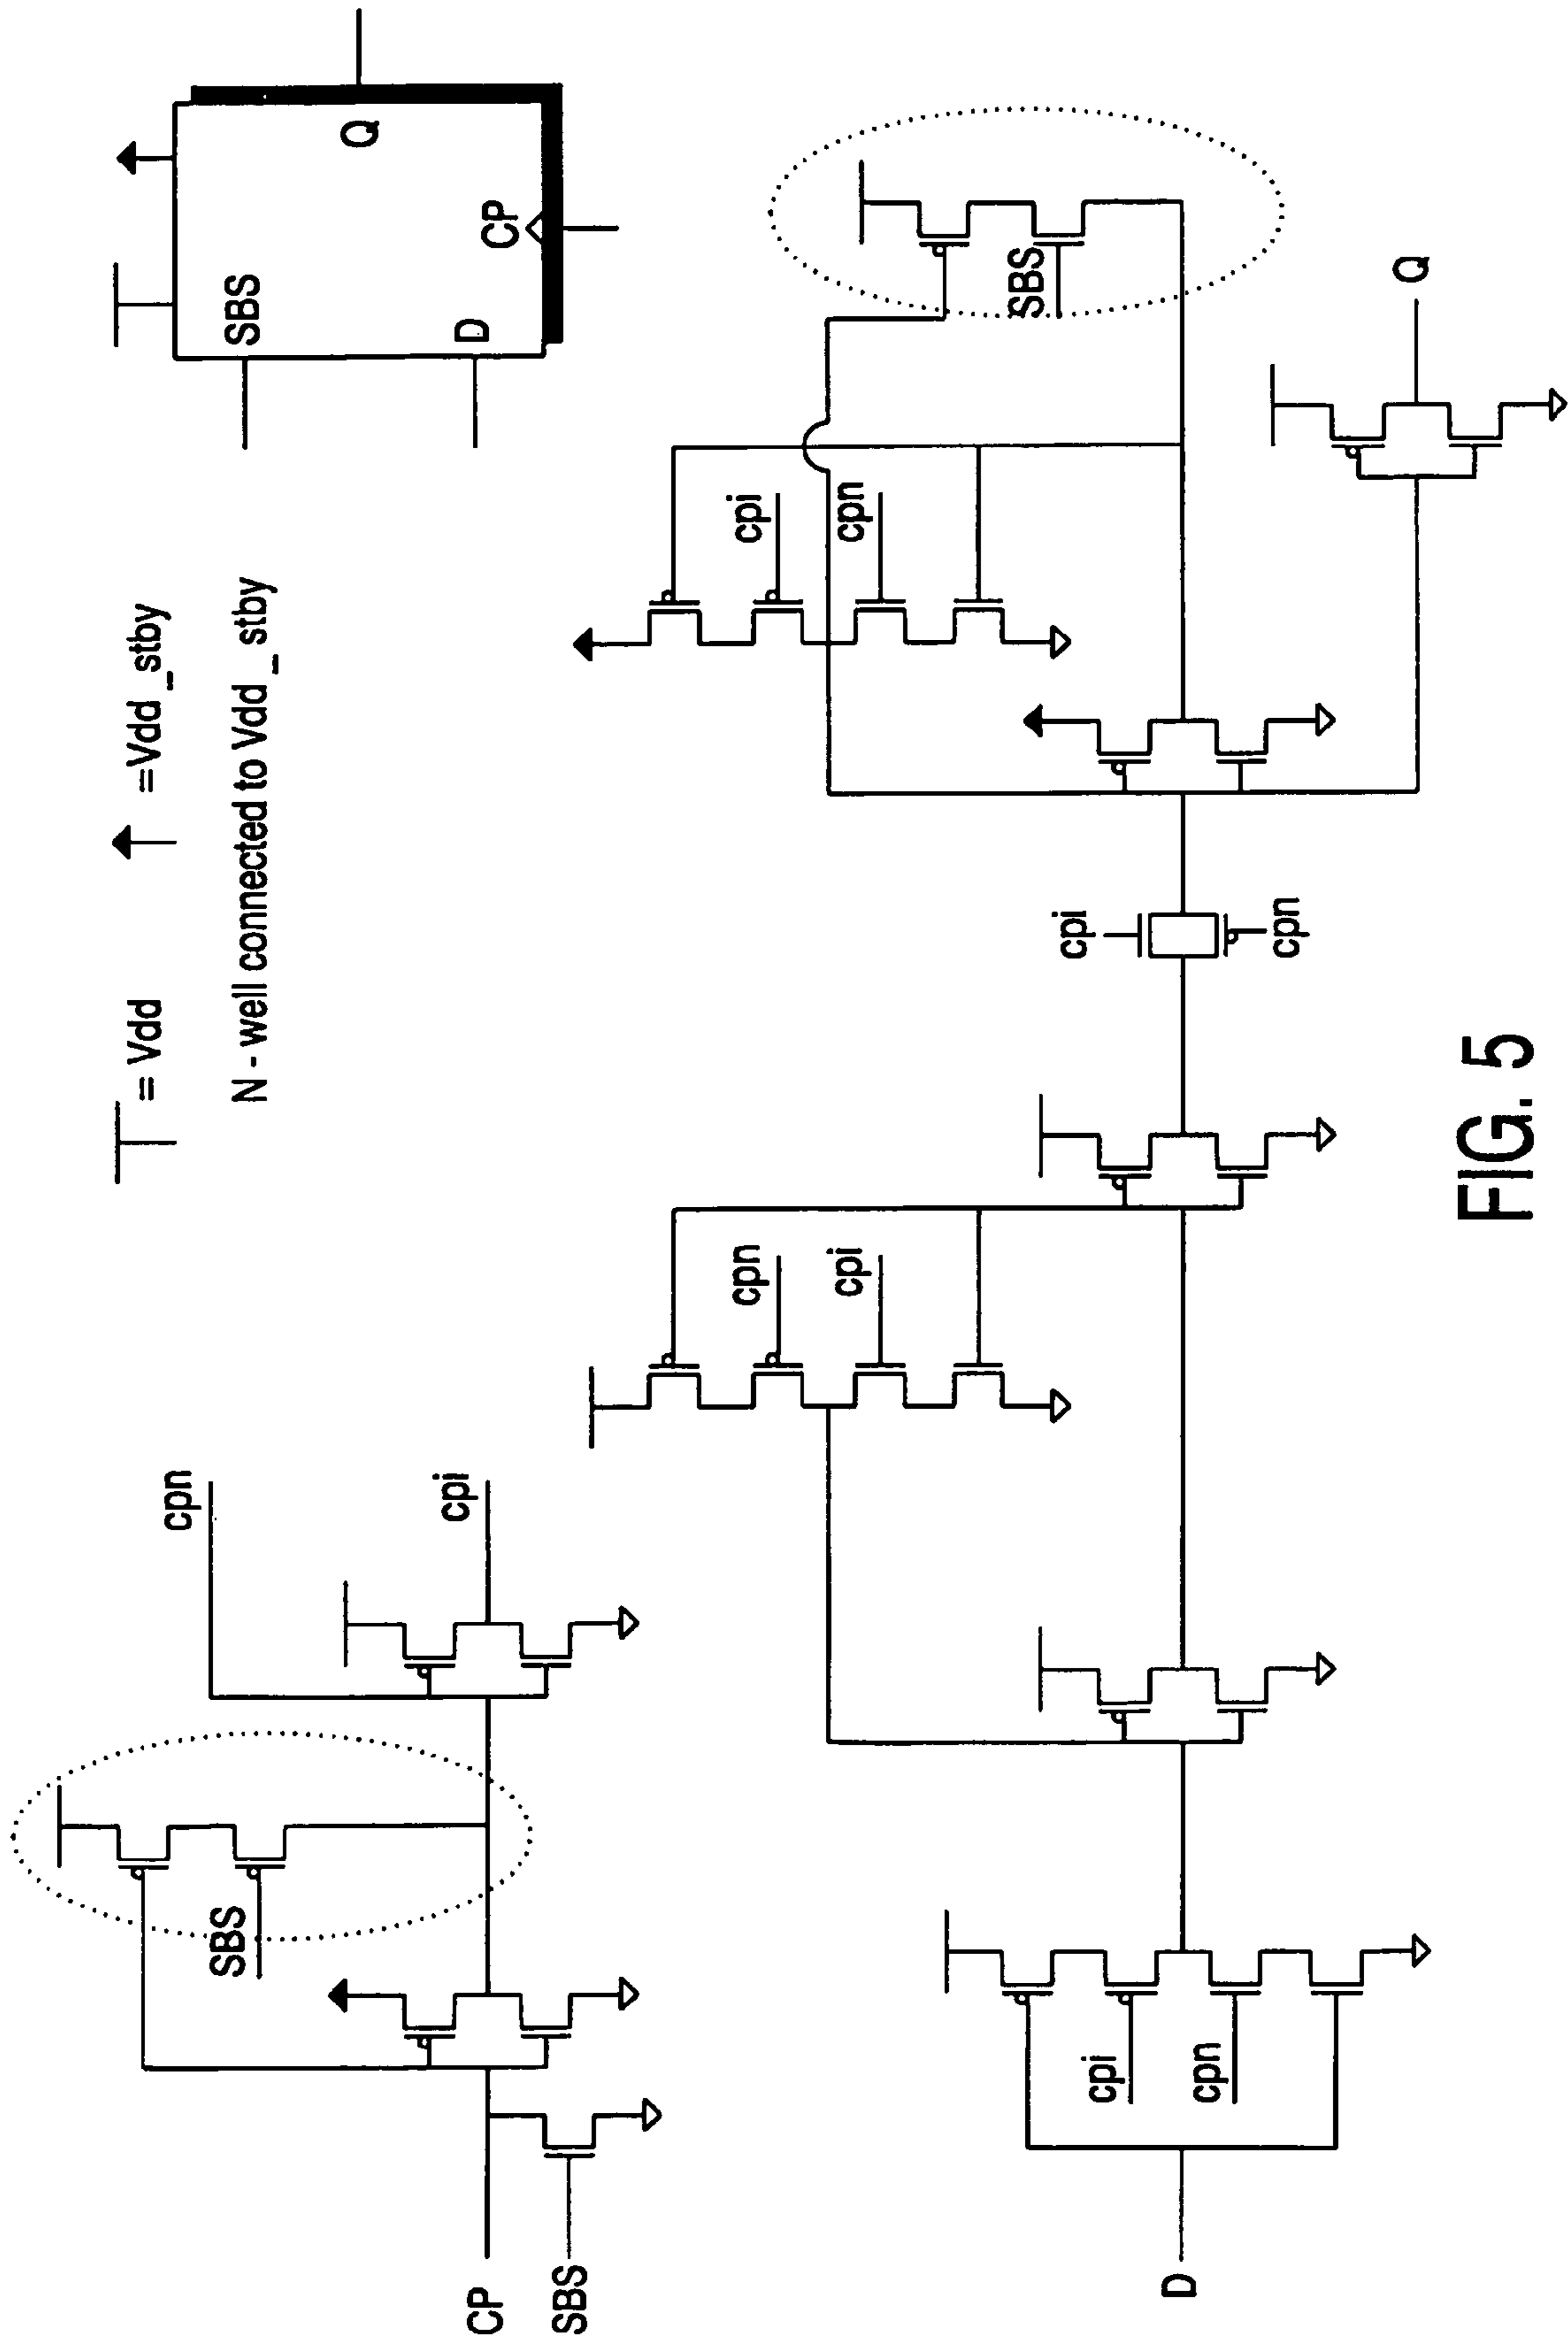 = Vdd
=Vdd_stby
N - well connected to Vdd_stby
SBS
D
CP
Q
SBS
cpn
cpi
CP
SBS
cpn
cpi
cpi
cpn
SBS
cpi
cpn
cpi
cpn
D
Q
FIG. 5